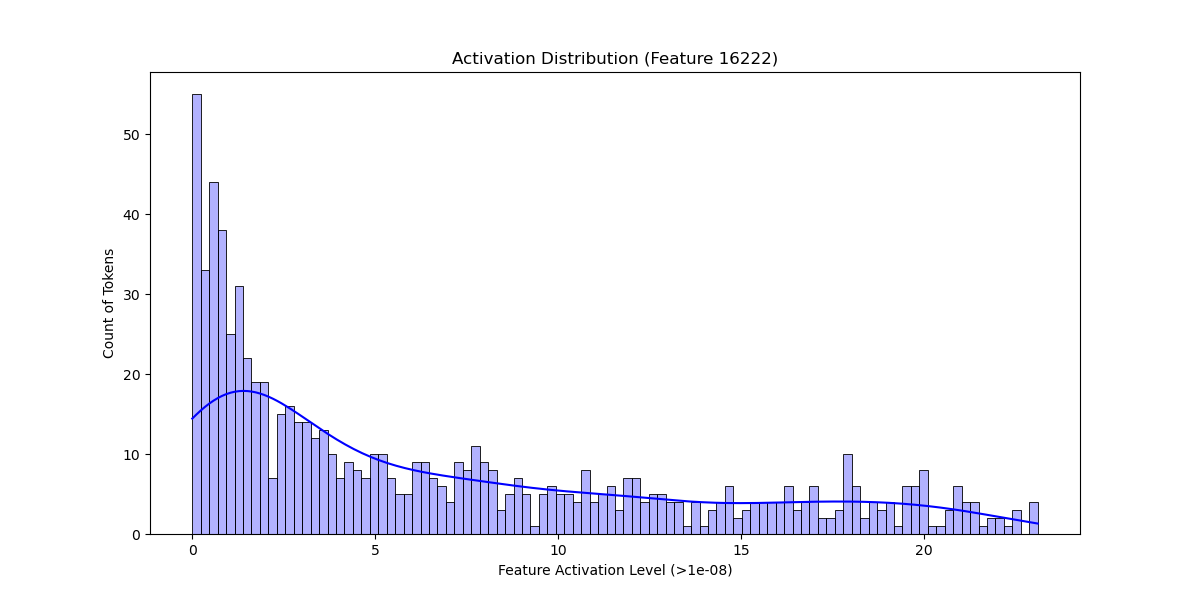 Activation Distribution (Feature 16222)
50
40
30
20
10
0
Count of Tokens
0 5 10 15 20
Feature Activation Level (>1e-08)